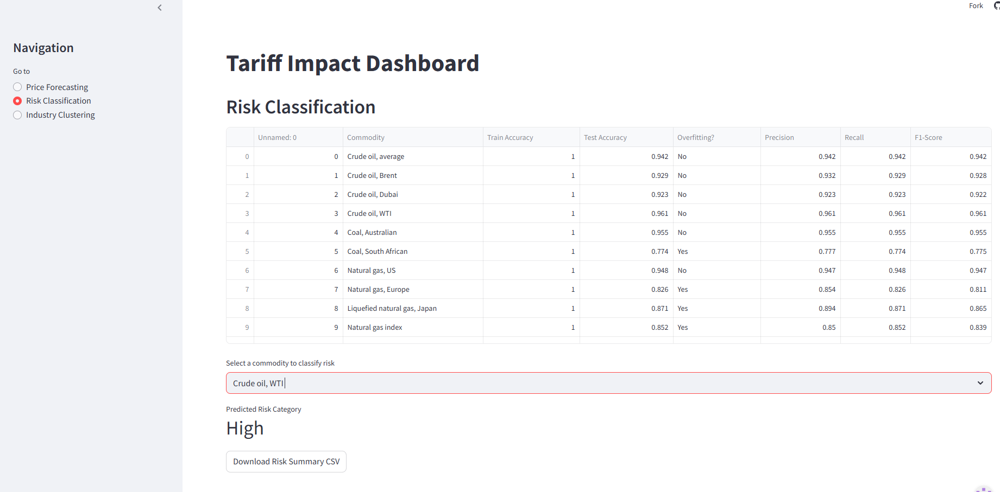 Fork
Navigation
Go to
Price Forecasting
Risk Classification
Industry Clustering
Tariff Impact Dashboard
Risk Classification
Unnamed: 0 Commodity Train Accuracy Test Accuracy Overfitting? Precision Recall F1-Score
0 0 Crude oil, average 1 0.942 No 0.942 0.942 0.942
1 1 Crude oil, Brent 1 0.929 No 0.932 0.929 0.928
2 2 Crude oil, Dubai 1 0.923 No 0.923 0.923 0.922
3 3 Crude oil, WTI 1 0.961 No 0.961 0.961 0.961
4 4 Coal, Australian 1 0.955 No 0.955 0.955 0.955
5 5 Coal, South African 1 0.774 Yes 0.777 0.774 0.775
6 6 Natural gas, US 1 0.948 No 0.947 0.948 0.947
7 7 Natural gas, Europe 1 0.826 Yes 0.854 0.826 0.811
8 8 Liquefied natural gas, Japan 1 0.871 Yes 0.894 0.871 0.865
9 9 Natural gas index 1 0.852 Yes 0.85 0.852 0.839
Select a commodity to classify risk
Crude oil, WTI
Predicted Risk Category
High
Download Risk Summary CSV